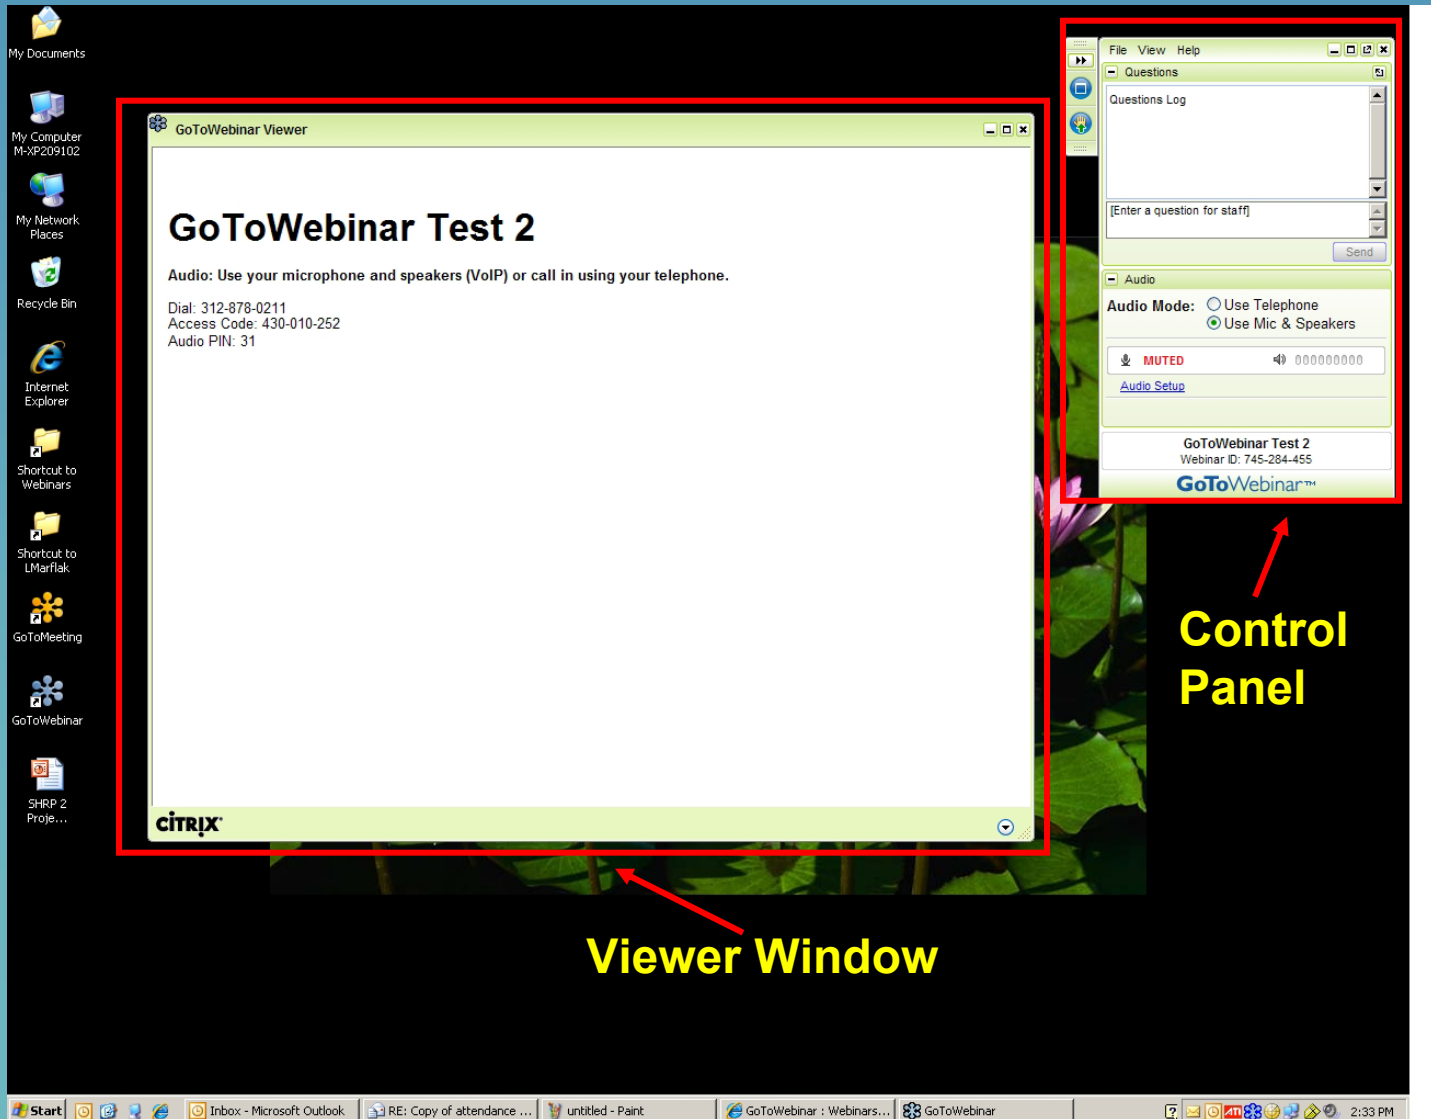 My Documents
My Computer
M-XP209102
My Network
Places
Recycle Bin
Internet
Explorer
Shortcut to
Webinars
Shortcut to
LMarflak
GoToMeeting
GoToWebinar
SHRP 2
Proje...
GoToWebinar Viewer
GoToWebinar Test 2
Audio: Use your microphone and speakers (VoIP) or call in using your telephone.
Dial: 312-878-0211
Access Code: 430-010-252
Audio PIN: 31
CİTRIX
File View Help
Questions
Questions Log
[Enter a question for staff]
Send
Audio
Audio Mode: Use Telephone
Use Mic & Speakers
MUTED 000000000
Audio Setup
GoToWebinar Test 2
Webinar ID: 745-284-455
GoToWebinar™
Control
Panel
Viewer Window
Start Inbox - Microsoft Outlook RE: Copy of attendance ... untitled - Paint GoToWebinar : Webinars... GoToWebinar 2:33 PM